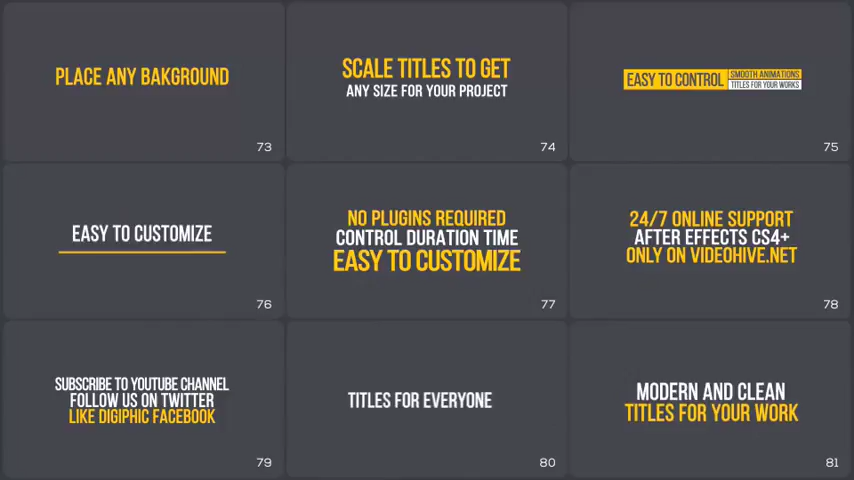 PLACE ANY BAKGROUND
73
SCALE TITLES TO GET
ANY SIZE FOR YOUR PROJECT
74
EASY TO CONTROL
SMOOTH ANIMATIONS
TITLES FOR YOUR WORKS
75
EASY TO CUSTOMIZE
76
NO PLUGINS REQUIRED
CONTROL DURATION TIME
EASY TO CUSTOMIZE
77
24/7 ONLINE SUPPORT
AFTER EFFECTS CS4+
ONLY ON VIDEOHIVE.NET
78
SUBSCRIBE TO YOUTUBE CHANNEL
FOLLOW US ON TWITTER
LIKE DIGIPHIC FACEBOOK
79
TITLES FOR EVERYONE
80
MODERN AND CLEAN
TITLES FOR YOUR WORK
81